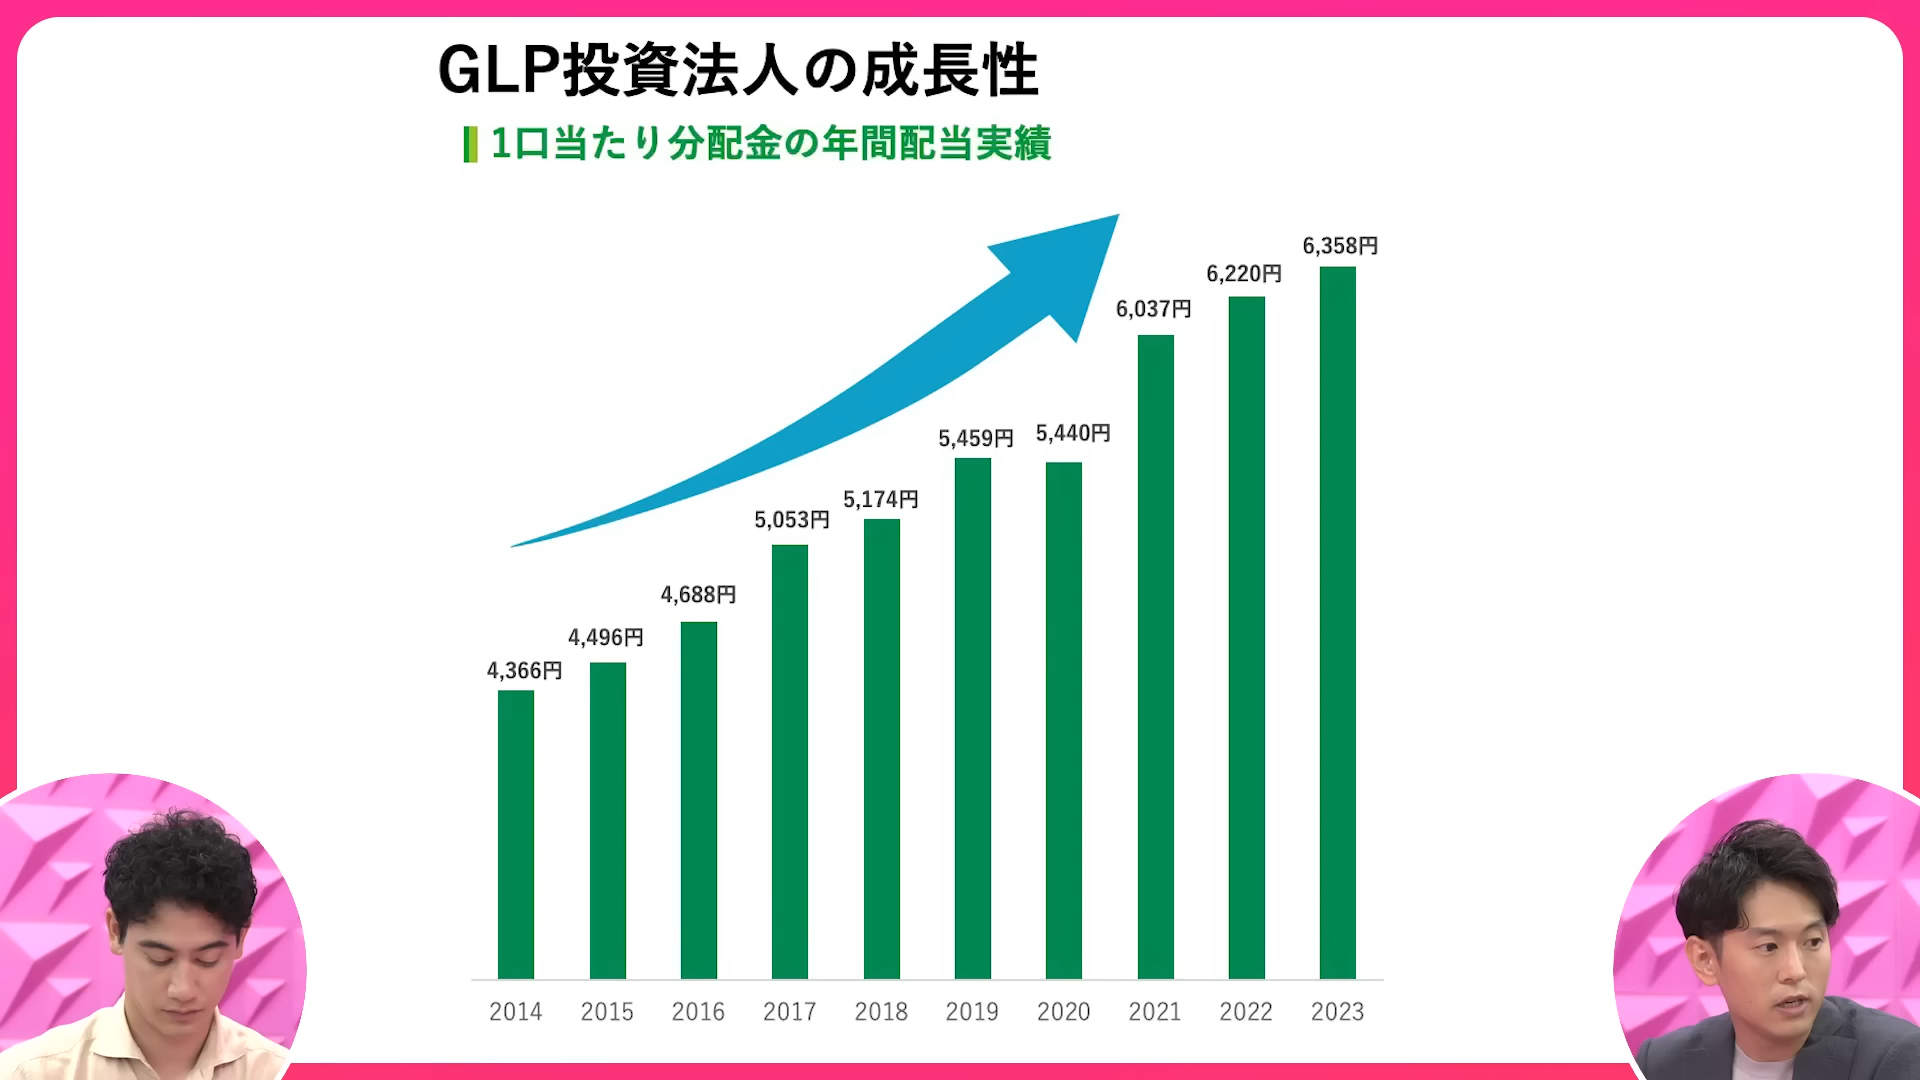 GLP投資法人の成長性
1口当たり分配金の年間配当実績
6,358円
6,220円
6,037円
5,459円
5,440円
5,174円
5,053円
4,688円
4,496円
4,366円
2014 2015 2016 2017 2018 2019 2020 2021 2022 2023